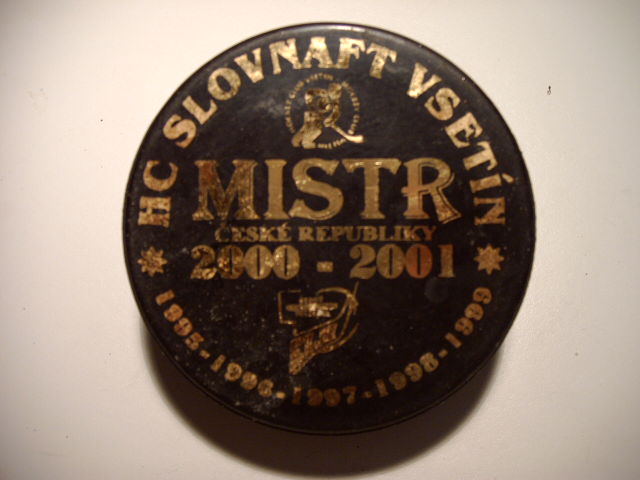 HC SLOVNAFT VSETÍN
MISTR
ČESKÉ REPUBLIKY
2000 - 2001
1995-1996-1997-1998-1999